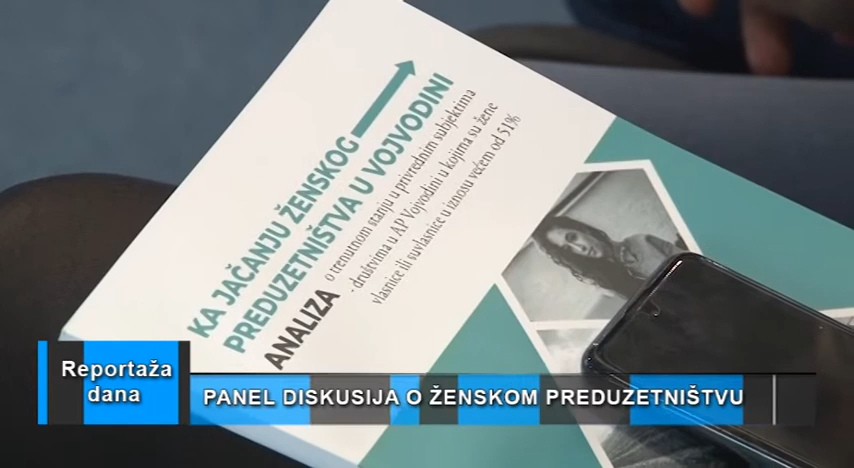 KA JAČANJU ŽENSKOG
PREDUZETNIŠTVA U VOJVODINI
ANALIZA
o trenutnom stanju u privrednim subjektima
- društvima u AP Vojvodini u kojima su žene
vlasnice ili suvlasnice u iznosu većem od 51%
Reportaža
dana
PANEL DISKUSIJA O ŽENSKOM PREDUZETNIŠTVU